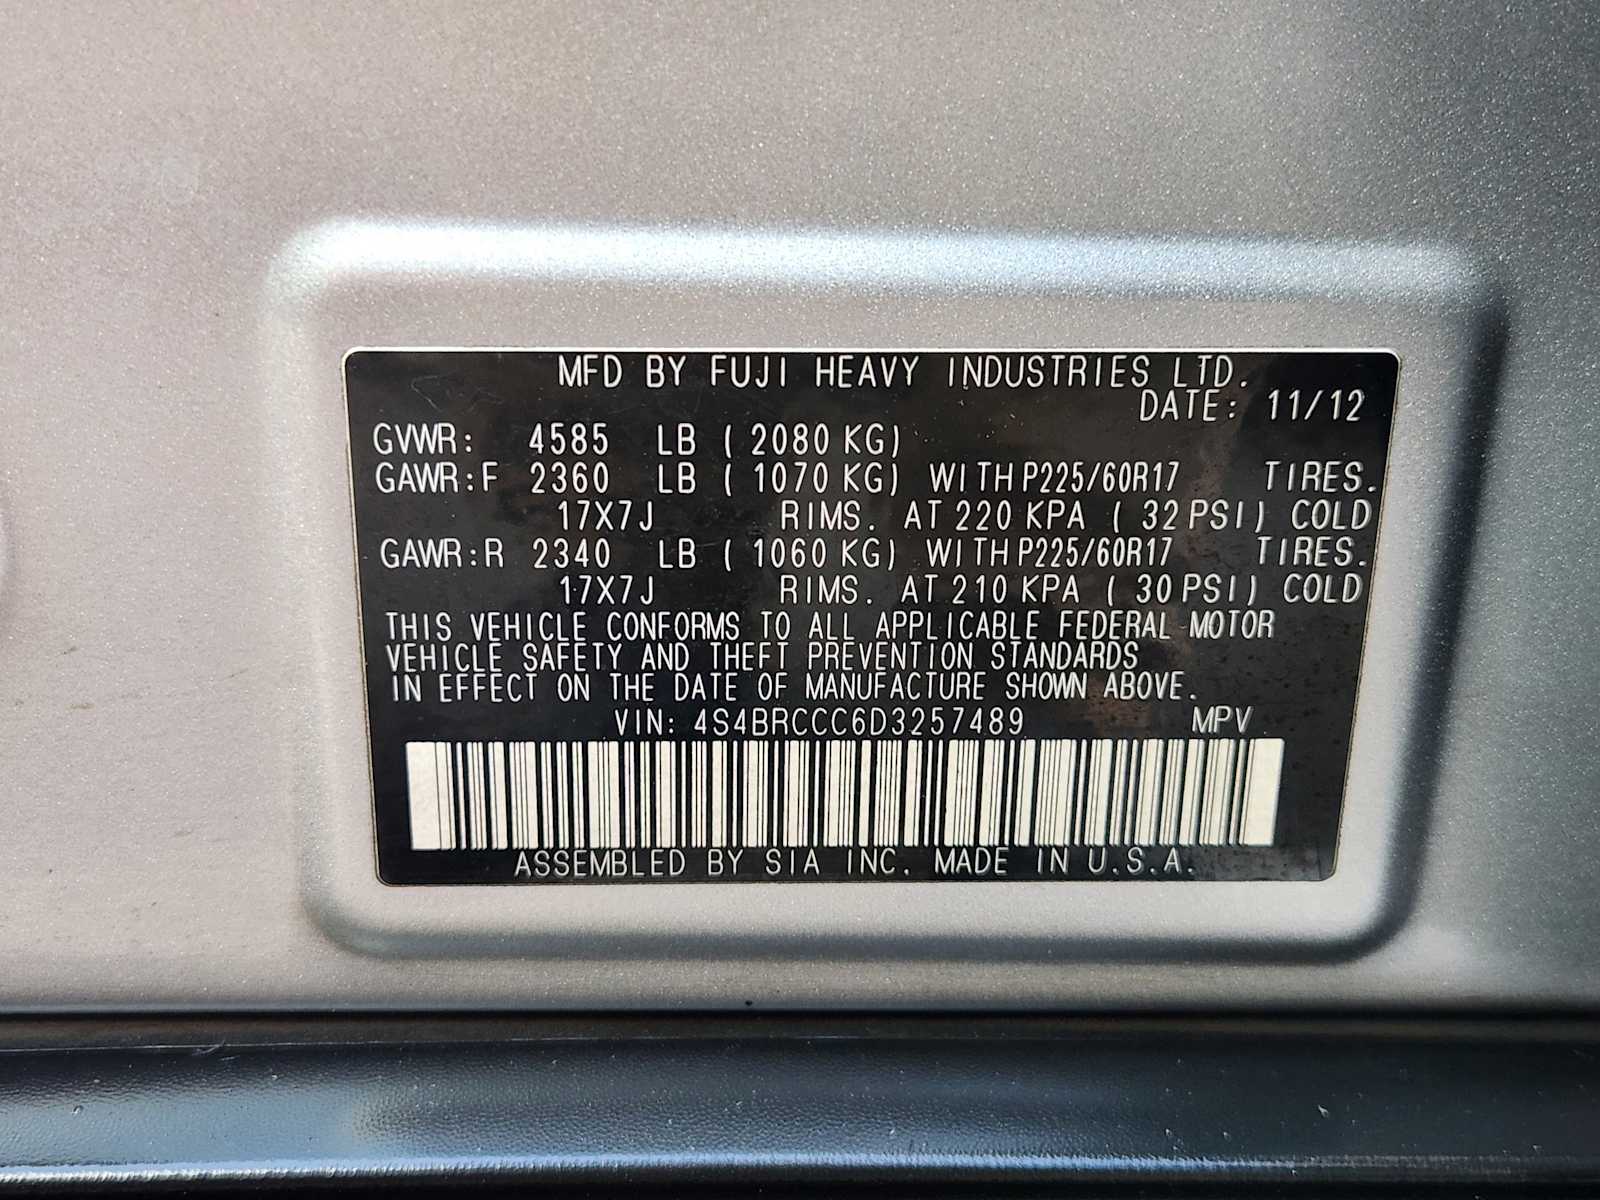 MFD BY FUJI HEAVY INDUSTRIES LTD.
DATE: 11/12
GVWR: 4585 LB (2080 KG)
GAWR:F 2360 LB (1070 KG) WITH P225/60R17 TIRES.
17X7J RIMS. AT 220 KPA (32 PSI) COLD
GAWR:R 2340 LB (1060 KG) WITH P225/60R17 TIRES.
17X7J RIMS. AT 210 KPA (30 PSI) COLD
THIS VEHICLE CONFORMS TO ALL APPLICABLE FEDERAL MOTOR
VEHICLE SAFETY AND THEFT PREVENTION STANDARDS
IN EFFECT ON THE DATE OF MANUFACTURE SHOWN ABOVE.
VIN: 4S4BRCCC6D3257489 MPV
ASSEMBLED BY SIA INC. MADE IN U.S.A.